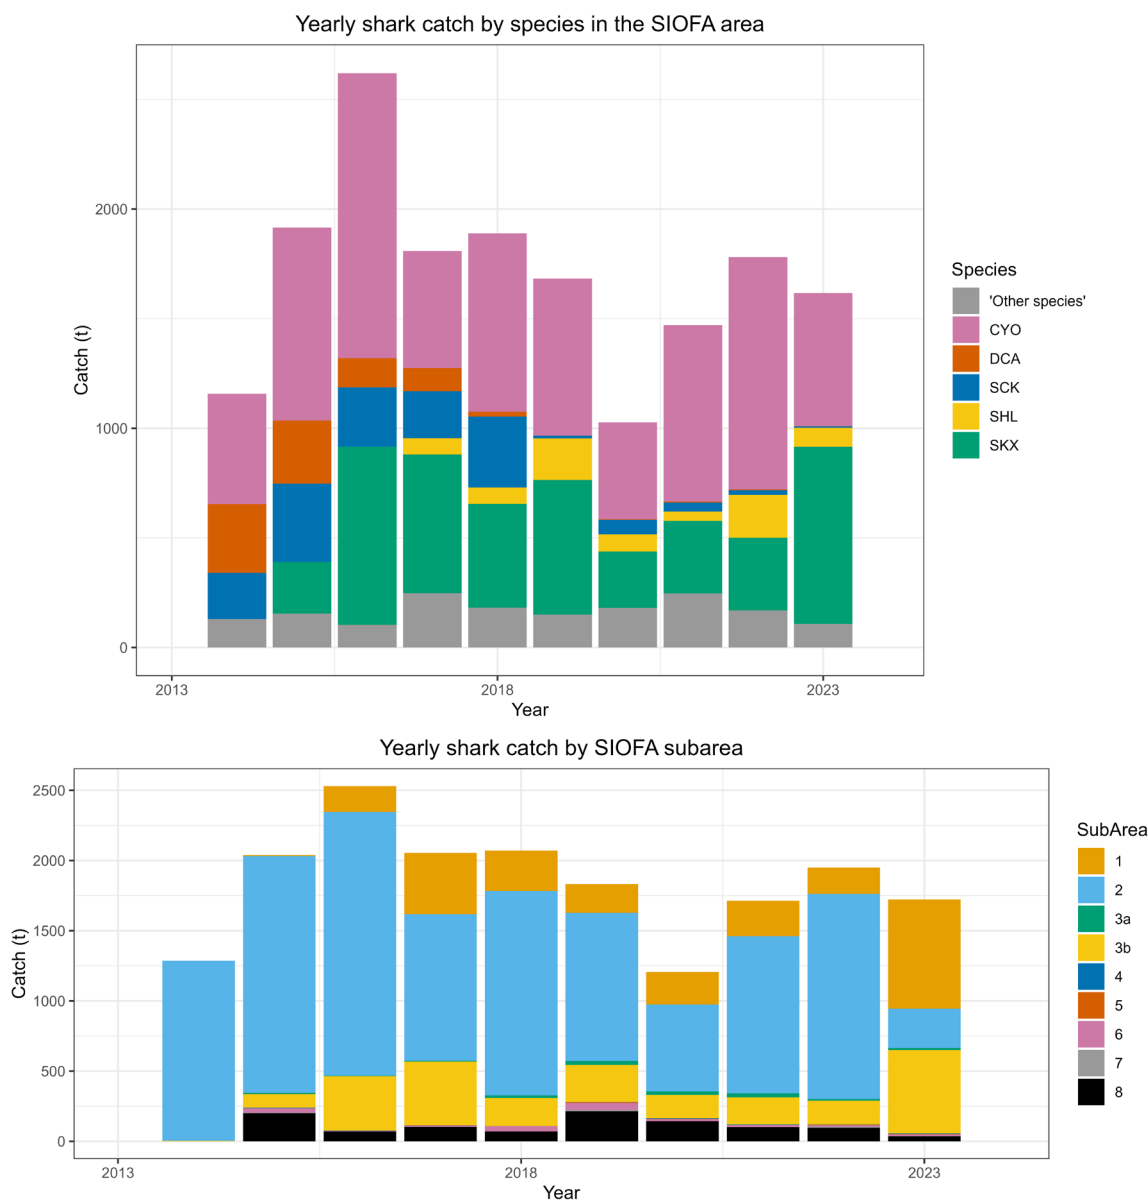 Yearly shark catch by species in the SIOFA area
Catch (t)
2000
1000
0
2013
2018
2023
Year
Species
'Other species'
CYO
DCA
SCK
SHL
SKX
Yearly shark catch by SIOFA subarea
Catch (t)
2500
2000
1500
1000
500
0
2013
2018
2023
Year
SubArea
1
2
3a
3b
4
5
6
7
8